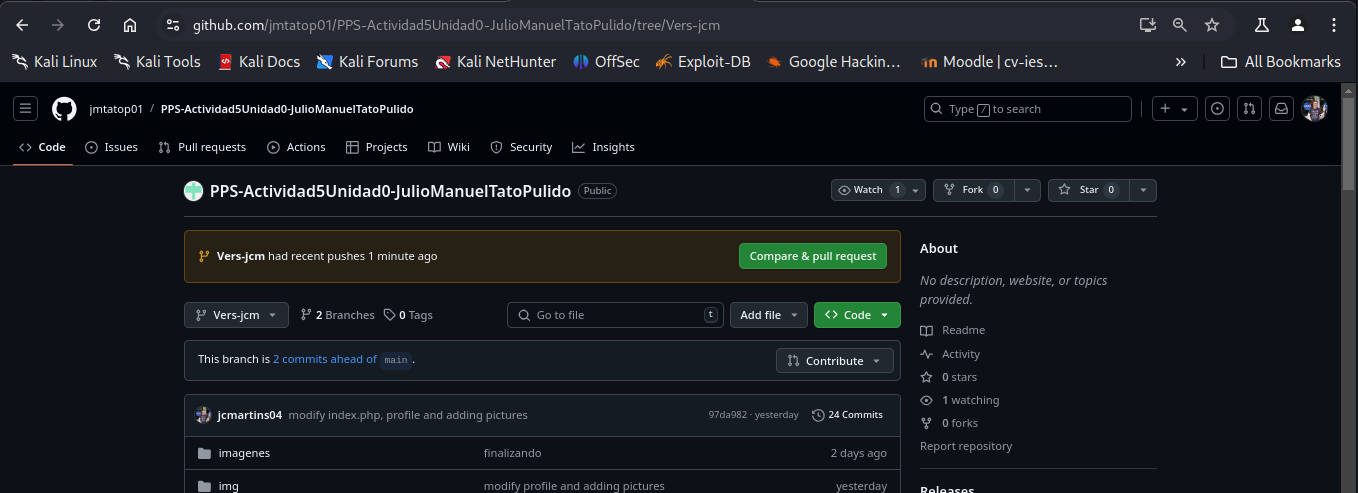 github.com/jmtatop01/PPS-Actividad5Unidad0-JulioManuelTatoPulido/tree/Vers-jcm
Kali Linux Kali Tools Kali Docs Kali Forums Kali NetHunter OffSec Exploit-DB Google Hackin... Moodle | cv-ies... » All Bookmarks
jmtatop01 / PPS-Actividad5Unidad0-JulioManuelTatoPulido Type / to search
Code Issues Pull requests Actions Projects Wiki Security Insights
PPS-Actividad5Unidad0-JulioManuelTatoPulido Public Watch 1 Fork 0 Star 0
Vers-jcm had recent pushes 1 minute ago Compare & pull request
About
No description, website, or topics
provided.
Vers-jcm 2 Branches 0 Tags Go to file t Add file Code
Readme
This branch is 2 commits ahead of main. Contribute
Activity
0 stars
1 watching
jcmartins04 modify index.php, profile and adding pictures 97da982 · yesterday 24 Commits
0 forks
Report repository
imagenes finalizando 2 days ago
img modify profile and adding pictures yesterday
Releases